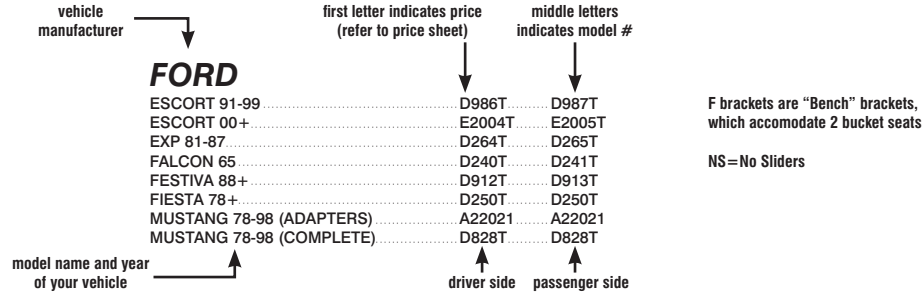 vehicle
manufacturer
first letter indicates price
(refer to price sheet)
middle letters
indicates model #
FORD
ESCORT 91-99 D986T D987T
ESCORT 00+ E2004T E2005T
EXP 81-87 D264T D265T
FALCON 65 D240T D241T
FESTIVA 88+ D912T D913T
FIESTA 78+ D250T D250T
MUSTANG 78-98 (ADAPTERS) A22021 A22021
MUSTANG 78-98 (COMPLETE) D828T D828T
F brackets are “Bench” brackets,
which accomodate 2 bucket seats
NS=No Sliders
model name and year
of your vehicle
driver side
passenger side